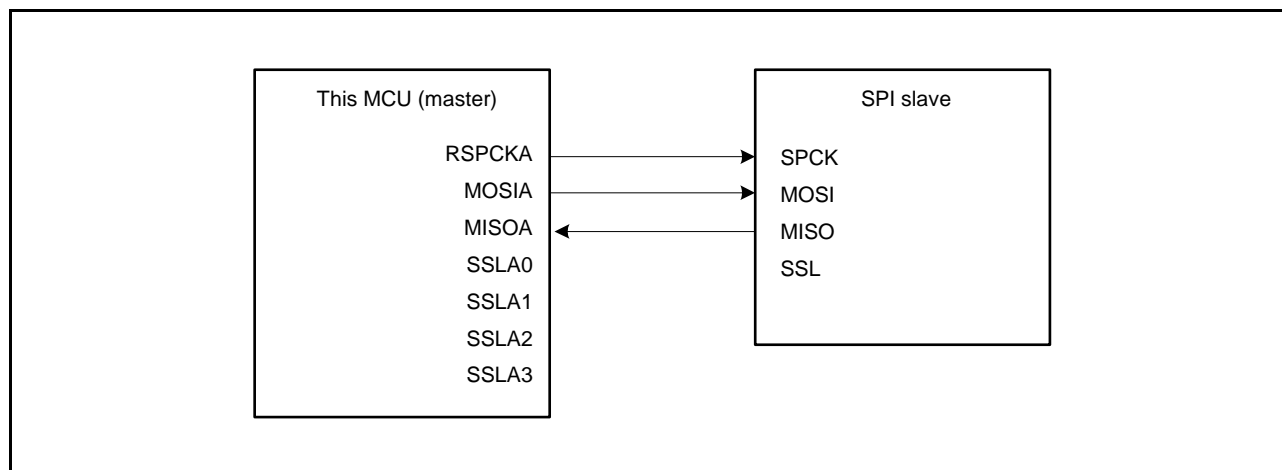 This MCU (master)
RSPCKA
MOSIA
MISOA
SSLA0
SSLA1
SSLA2
SSLA3
SPI slave
SPCK
MOSI
MISO
SSL